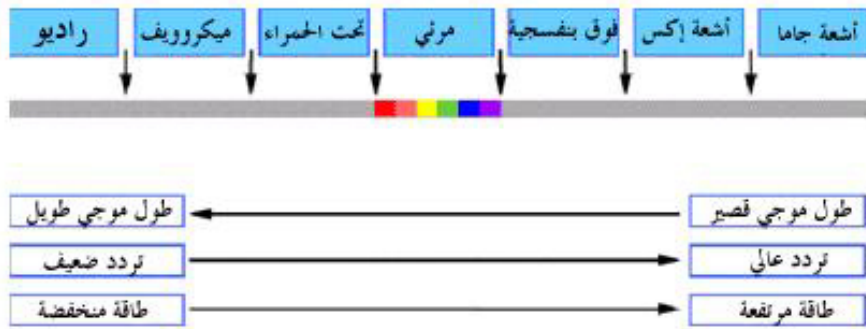 أشعة جاما
أشعة إكس
فوق بنفسجية
مرئي
تحت الحمراء
ميكروويف
راديو
طول موجي قصير
طول موجي طويل
تردد عالي
تردد ضعيف
طاقة مرتفعة
طاقة منخفضة